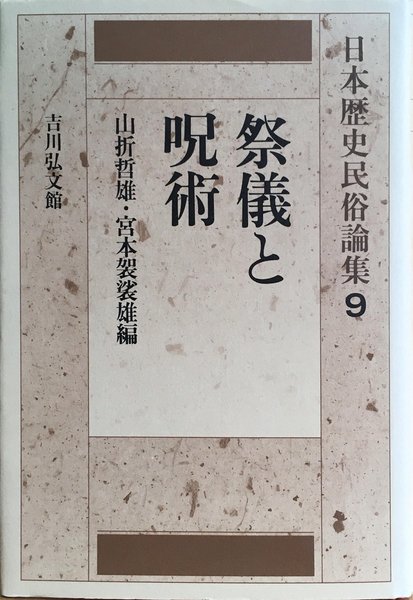 日本歴史民俗論集9
祭儀と
呪術
山折哲雄・宮本袈裟雄編
吉川弘文館